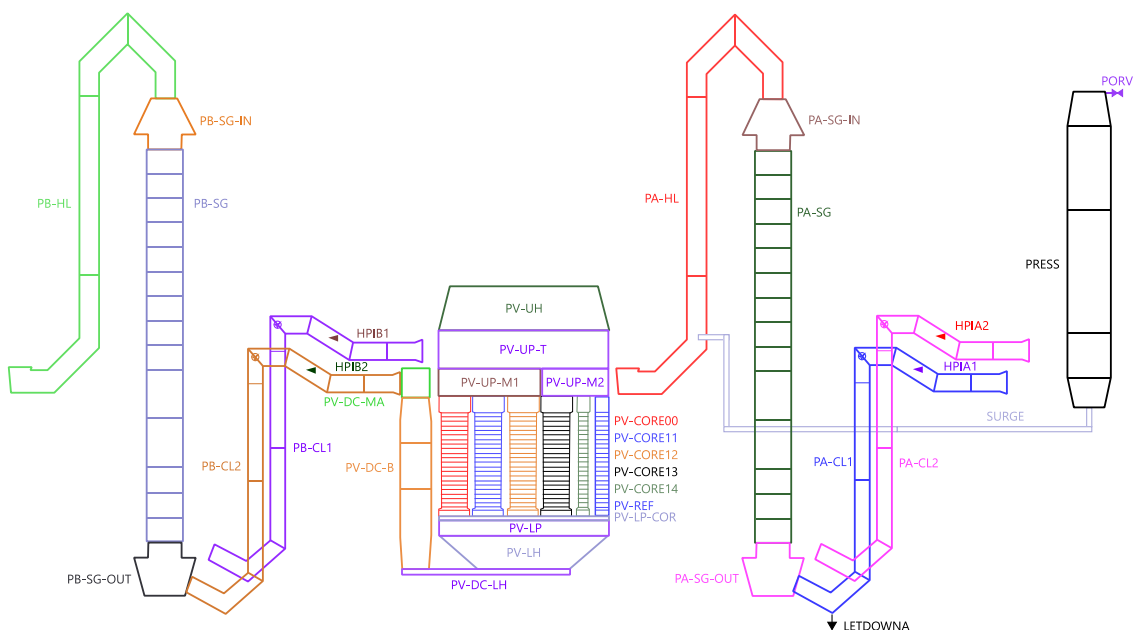 PORV
PB-SG-IN
PA-SG-IN
PB-HL
PB-SG
PA-HL
PA-SG
PRESS
PV-UH
HPIB1
HPIA2
PV-UP-T
HPIB2
HPIA1
PV-UP-M1
PV-UP-M2
PV-DC-MA
SURGE
PV-CORE00
PV-CORE11
PB-CL1
PV-CORE12
PB-CL2
PV-DC-B
PA-CL1
PA-CL2
PV-CORE13
PV-CORE14
PV-REF
PV-LP-COR
PV-LP
PV-LH
PB-SG-OUT
PV-DC-LH
PA-SG-OUT
LETDOWNA